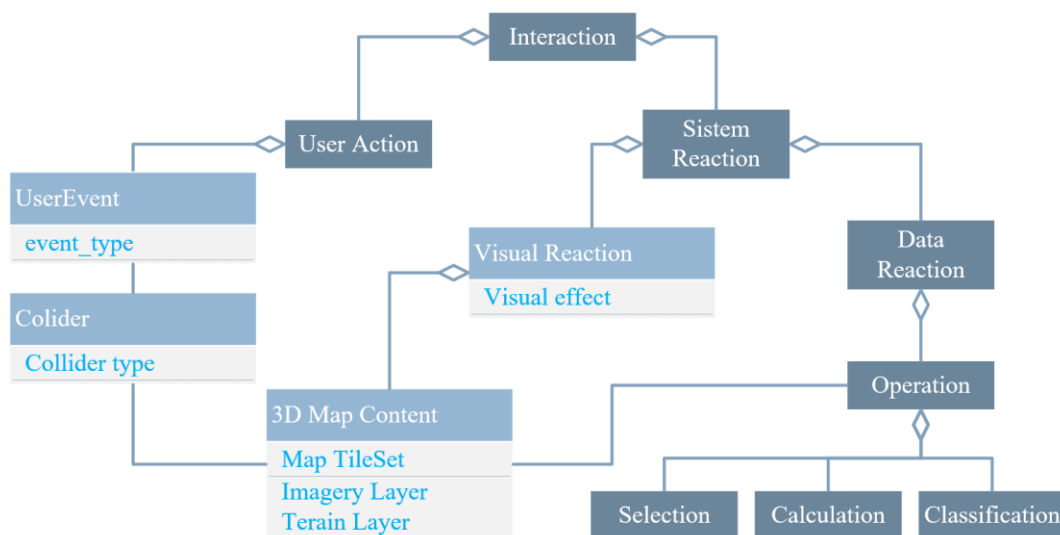 Interaction
User Action
Sistem
Reaction
UserEvent
event_type
Visual Reaction
Visual effect
Data
Reaction
Colider
Collider type
3D Map Content
Map TileSet
Imagery Layer
Terain Layer
Operation
Selection
Calculation
Classification